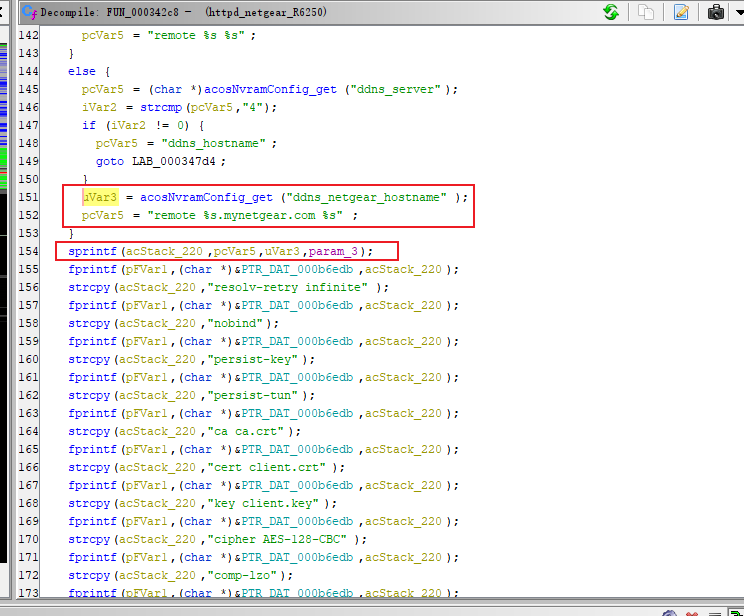 Decompile: FUN_000342c8 - (httpd_netgear_R6250)
142 pcVar5 = "remote %s %s" ;
143 }
144 else {
145 pcVar5 = (char *)acosNvramConfig_get ("ddns_server" );
146 iVar2 = strcmp(pcVar5,"4");
147 if (iVar2 != 0) {
148 pcVar5 = "ddns_hostname" ;
149 goto LAB_000347d4 ;
150 }
151 uVar3 = acosNvramConfig_get ("ddns_netgear_hostname" );
152 pcVar5 = "remote %s.mynetgear.com %s" ;
153 }
154 sprintf(acStack_220 ,pcVar5,uVar3,param_3);
155 fprintf(pFVar1,(char *)&PTR_DAT_000b6edb ,acStack_220 );
156 strcpy(acStack_220 ,"resolv-retry infinite" );
157 fprintf(pFVar1,(char *)&PTR_DAT_000b6edb ,acStack_220 );
158 strcpy(acStack_220 ,"nobind");
159 fprintf(pFVar1,(char *)&PTR_DAT_000b6edb ,acStack_220 );
160 strcpy(acStack_220 ,"persist-key");
161 fprintf(pFVar1,(char *)&PTR_DAT_000b6edb ,acStack_220 );
162 strcpy(acStack_220 ,"persist-tun");
163 fprintf(pFVar1,(char *)&PTR_DAT_000b6edb ,acStack_220 );
164 strcpy(acStack_220 ,"ca ca.crt");
165 fprintf(pFVar1,(char *)&PTR_DAT_000b6edb ,acStack_220 );
166 strcpy(acStack_220 ,"cert client.crt" );
167 fprintf(pFVar1,(char *)&PTR_DAT_000b6edb ,acStack_220 );
168 strcpy(acStack_220 ,"key client.key");
169 fprintf(pFVar1,(char *)&PTR_DAT_000b6edb ,acStack_220 );
170 strcpy(acStack_220 ,"cipher AES-128-CBC" );
171 fprintf(pFVar1,(char *)&PTR_DAT_000b6edb ,acStack_220 );
172 strcpy(acStack_220 ,"comp-lzo");
173 fprintf(pFVar1,(char *)&PTR_DAT_000b6edb ,acStack_220 );